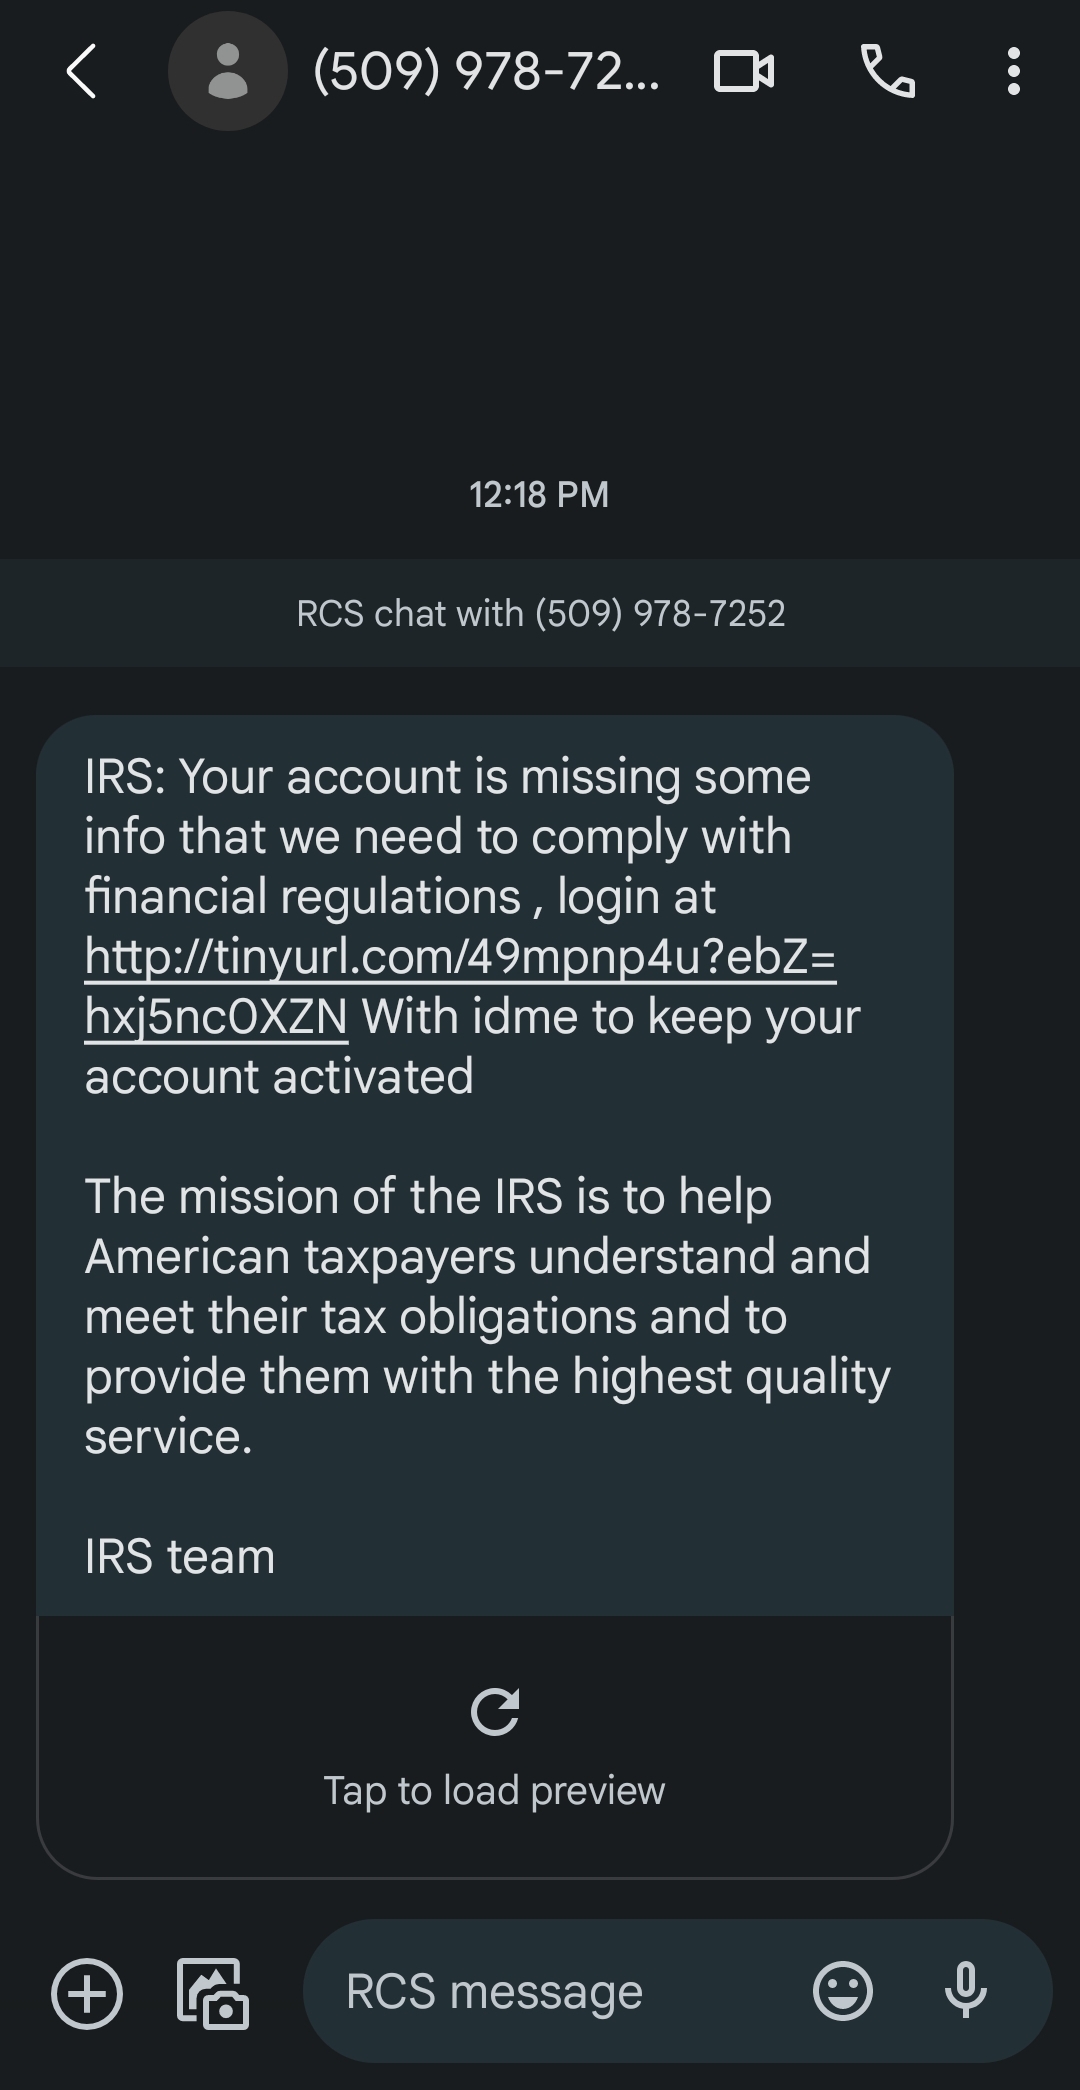 (509) 978-72...
12:18 PM
RCS chat with (509) 978-7252
IRS: Your account is missing some
info that we need to comply with
financial regulations , login at
http://tinyurl.com/49mpnp4u?ebZ=
hxj5nc0XZN With idme to keep your
account activated
The mission of the IRS is to help
American taxpayers understand and
meet their tax obligations and to
provide them with the highest quality
service.
IRS team
Tap to load preview
RCS message